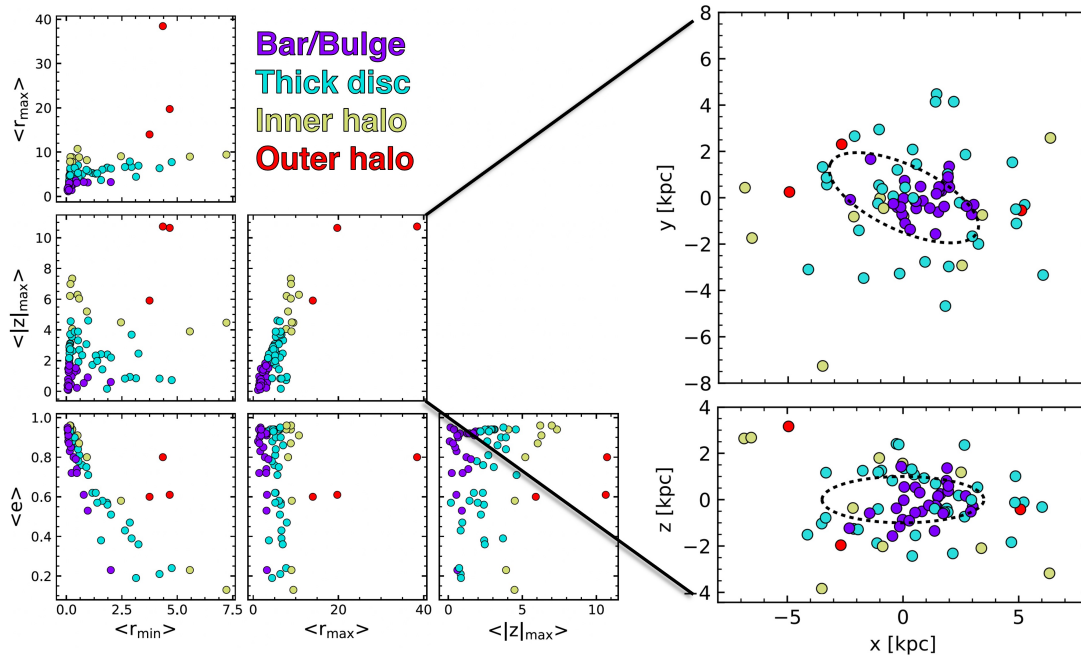 Bar/Bulge
Thick disc
Inner halo
Outer halo
40
30
20
10
0
<r_max>
10
8
6
4
2
0
<|z|_max>
1.0
0.8
0.6
0.4
0.2
<e>
0.0 2.5 5.0 7.5
<r_min>
0 20 40
<r_max>
0 5 10
<|z|_max>
8
6
4
2
0
−2
−4
−6
−8
y [kpc]
4
2
0
−2
4
z [kpc]
−5 0 5
x [kpc]